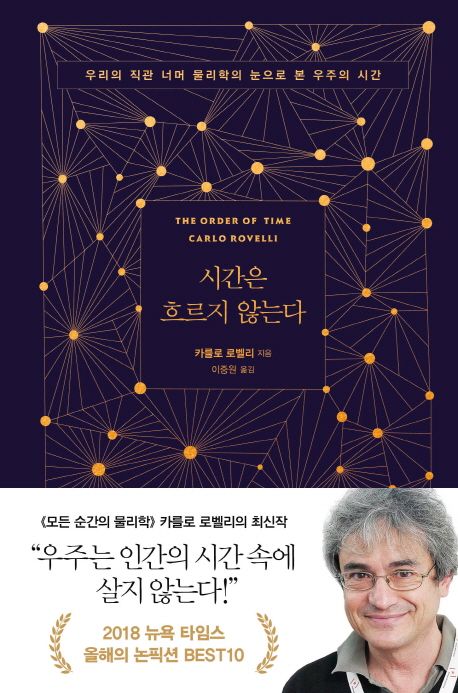 우리의 직관 너머 물리학의 눈으로 본 우주의 시간
THE ORDER OF TIME
CARLO ROVELLI
시간은
흐르지 않는다
카를로 로벨리 지음
이중원 옮김
《모든 순간의 물리학》 카를로 로벨리의 최신작
“우주는 인간의 시간 속에
살지 않는다!”
2018 뉴욕 타임스
올해의 논픽션 BEST10